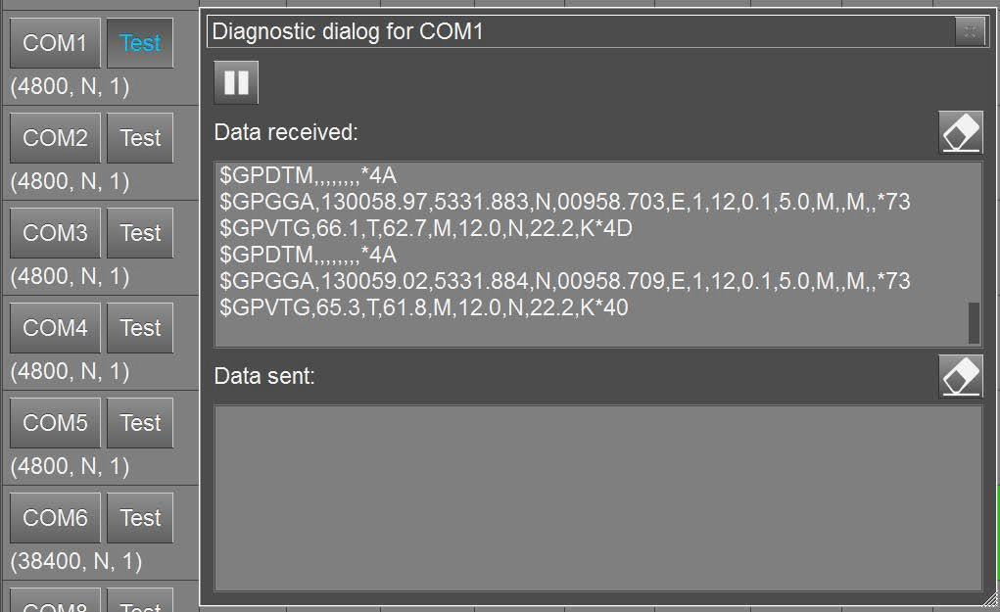 COM1 Test
(4800, N, 1)
COM2 Test
(4800, N, 1)
COM3 Test
(4800, N, 1)
COM4 Test
(4800, N, 1)
COM5 Test
(4800, N, 1)
COM6 Test
(38400, N, 1)
COM8 Test
Diagnostic dialog for COM1
Data received:
$GPDTM,,,,,,,,*4A
$GPGGA,130058.97,5331.883,N,00958.703,E,1,12,0.1,5.0,M,,M,,*73
$GPVTG,66.1,T,62.7,M,12.0,N,22.2,K*4D
$GPDTM,,,,,,,,*4A
$GPGGA,130059.02,5331.884,N,00958.709,E,1,12,0.1,5.0,M,,M,,*73
$GPVTG,65.3,T,61.8,M,12.0,N,22.2,K*40
Data sent: